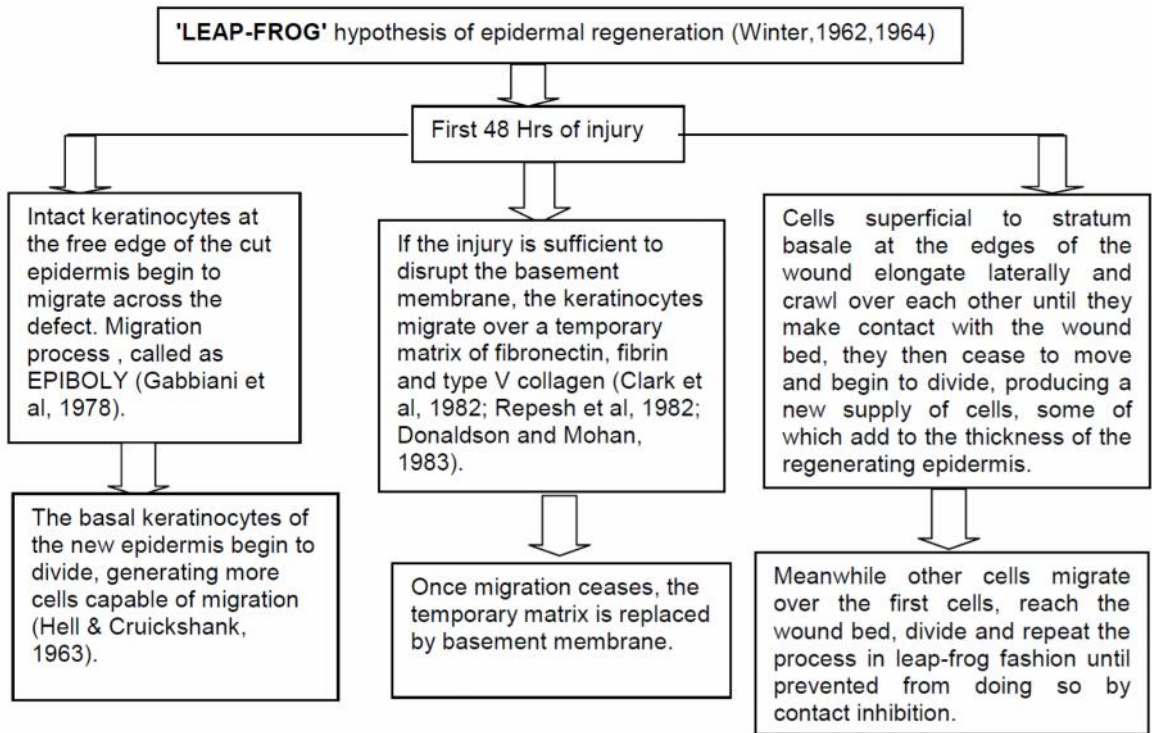 'LEAP-FROG' hypothesis of epidermal regeneration (Winter,1962,1964)
First 48 Hrs of injury
Intact keratinocytes at
the free edge of the cut
epidermis begin to
migrate across the
defect. Migration
process , called as
EPIBOLY (Gabbiani et
al, 1978).
The basal keratinocytes of
the new epidermis begin to
divide, generating more
cells capable of migration
(Hell & Cruickshank,
1963).
If the injury is sufficient to
disrupt the basement
membrane, the keratinocytes
migrate over a temporary
matrix of fibronectin, fibrin
and type V collagen (Clark et
al, 1982; Repesh et al, 1982;
Donaldson and Mohan,
1983).
Once migration ceases, the
temporary matrix is replaced
by basement membrane.
Cells superficial to stratum
basale at the edges of the
wound elongate laterally and
crawl over each other until they
make contact with the wound
bed, they then cease to move
and begin to divide, producing a
new supply of cells, some of
which add to the thickness of the
regenerating epidermis.
Meanwhile other cells migrate
over the first cells, reach the
wound bed, divide and repeat the
process in leap-frog fashion until
prevented from doing so by
contact inhibition.